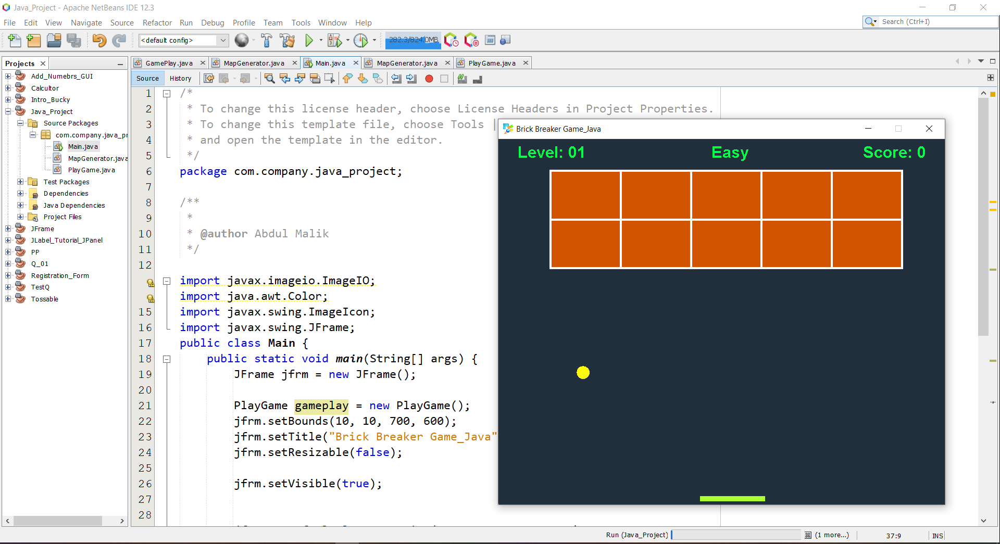 Java_Project - Apache NetBeans IDE 12.3
File Edit View Navigate Source Refactor Run Debug Profile Team Tools Window Help
Search (Ctrl+I)
<default config>
282.3/824.0MB
Projects
GamePlay.java MapGenerator.java Main.java MapGenerator.java PlayGame.java
Source History
Add_Numebrs_GUI
Calcultor
Intro_Bucky
Java_Project
Source Packages
com.company.java_pr
Main.java
MapGenerator.java
PlayGame.java
Test Packages
Dependencies
Java Dependencies
Project Files
JFrame
JLabel_Tutorial_JPanel
PP
Q_01
Registration_Form
TestQ
Tossable
1 /*
2 * To change this license header, choose License Headers in Project Properties.
3 * To change this template file, choose Tools |
4 * and open the template in the editor.
5 */
6 package com.company.java_project;
7
8 /**
9 *
10 * @author Abdul Malik
11 */
12
import javax.imageio.ImageIO;
import java.awt.Color;
15 import javax.swing.ImageIcon;
16 import javax.swing.JFrame;
17 public class Main {
18 public static void main(String[] args) {
19 JFrame jfrm = new JFrame();
20
21 PlayGame gameplay = new PlayGame();
22 jfrm.setBounds(10, 10, 700, 600);
23 jfrm.setTitle("Brick Breaker Game_Java"
24 jfrm.setResizable(false);
25
26 jfrm.setVisible(true);
27
28
Brick Breaker Game_Java
Level: 01 Easy Score: 0
Run (Java_Project) (1 more...) 37:9 INS